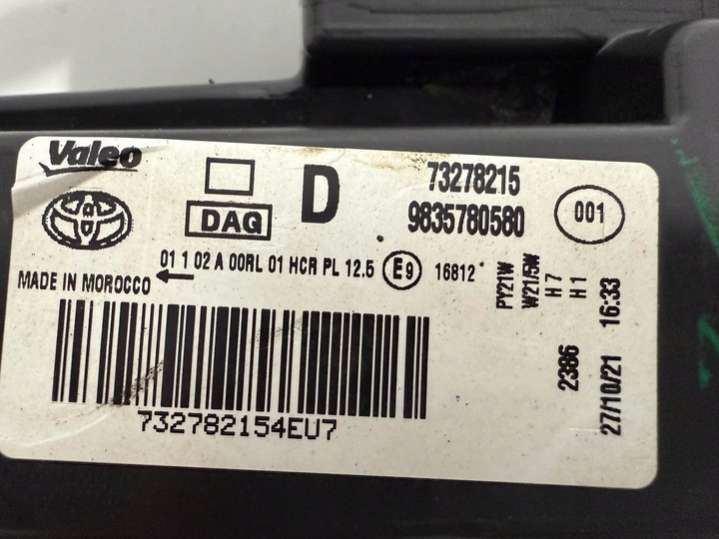 Valeo
DAG
D
73278215
9835780580
001
01 1 02 A 00RL 01 HCR PL 12.5
E9
16812*
MADE IN MOROCCO
PY21W
W21/5W
H7
H1
2386
27/10/21 16:33
732782154EU7